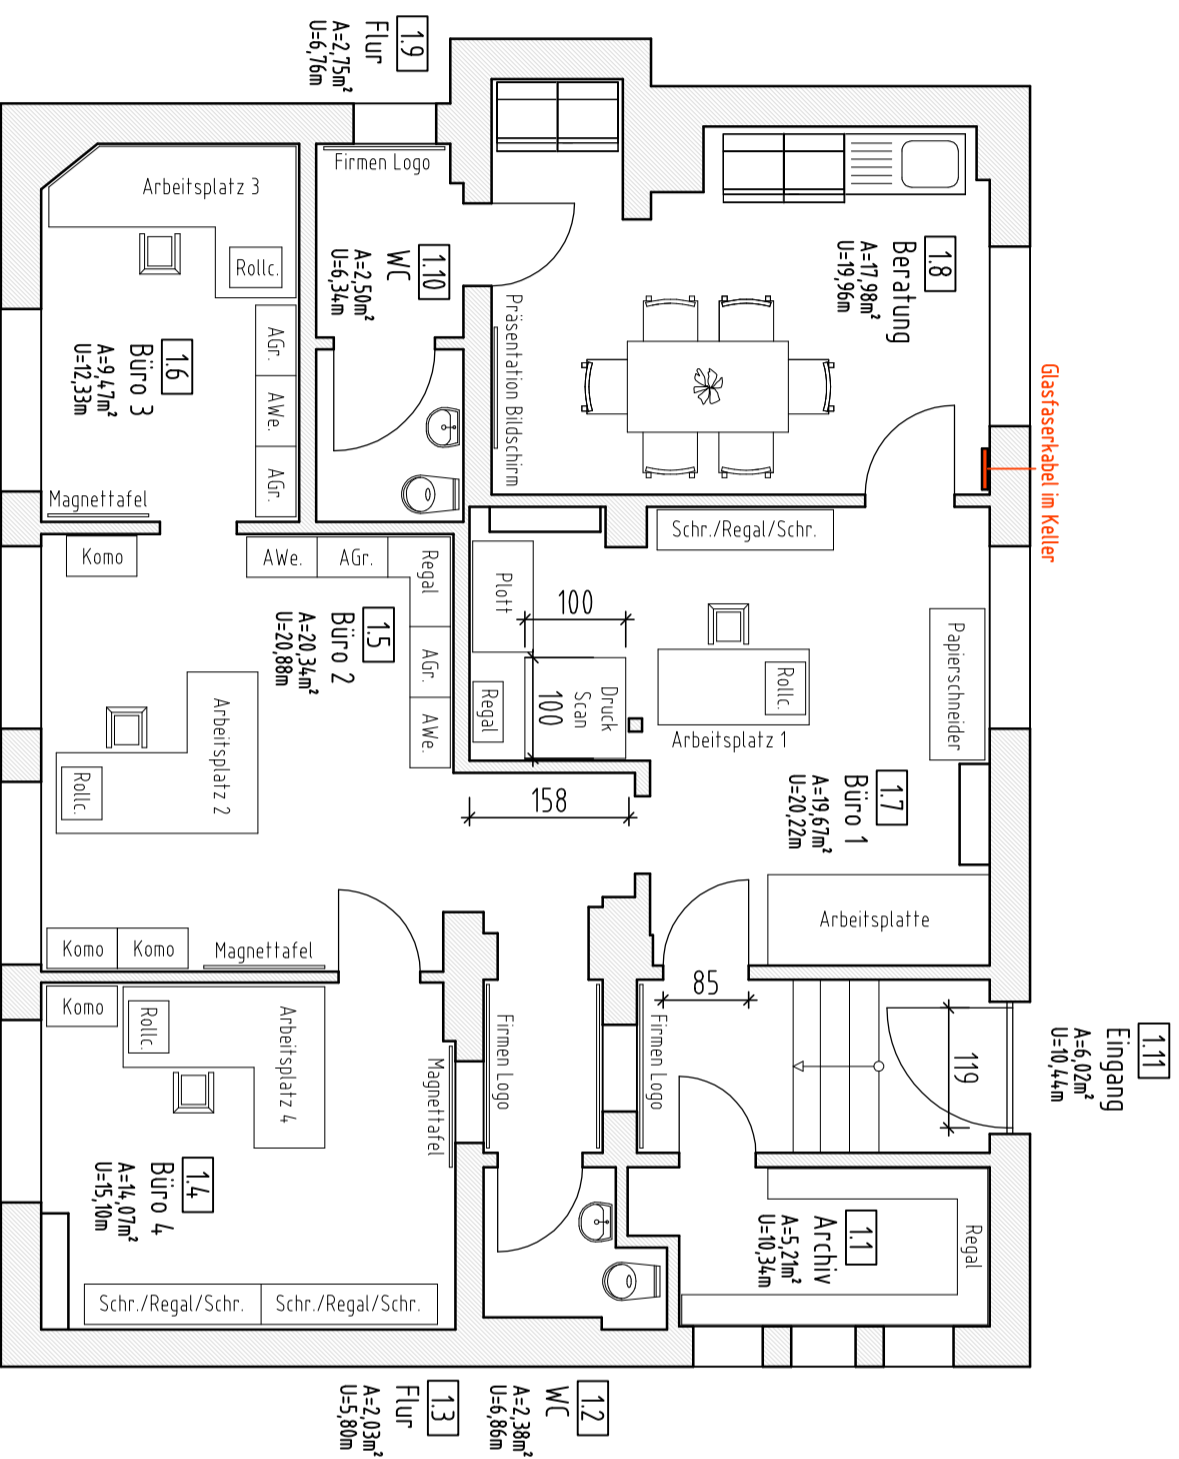 1.9
Flur
A=2,75m²
U=6,76m
Firmen Logo
Arbeitsplatz 3
Rollc.
1.10
WC
A=2,50m²
U=6,34m
1.8
Beratung
A=17,98m²
U=19,96m
Präsentation Bildschirm
Glasfaserkabel im Keller
AGr.
AWe.
AGr.
1.6
Büro 3
A=9,47m²
U=12,33m
Magnettafel
Komo
AWe.
AGr.
Regal
AGr.
AWe.
1.5
Büro 2
A=20,34m²
U=20,88m
Arbeitsplatz 2
Rollc.
Schr./Regal/Schr.
Plott
100
Druck
Scan
100
Regal
Rollc.
Arbeitsplatz 1
Papierschneider
1.7
Büro 1
A=19,67m²
U=20,22m
158
Arbeitsplatte
Komo
Komo
Magnettafel
85
Komo
Rollc.
Arbeitsplatz 4
Magnettafel
Firmen Logo
Firmen Logo
119
1.11
Eingang
A=6,02m²
U=10,44m
1.4
Büro 4
A=14,07m²
U=15,10m
Schr./Regal/Schr.
Schr./Regal/Schr.
1.1
Archiv
A=5,21m²
U=10,34m
Regal
1.3
Flur
A=2,03m²
U=5,80m
1.2
WC
A=2,38m²
U=6,86m